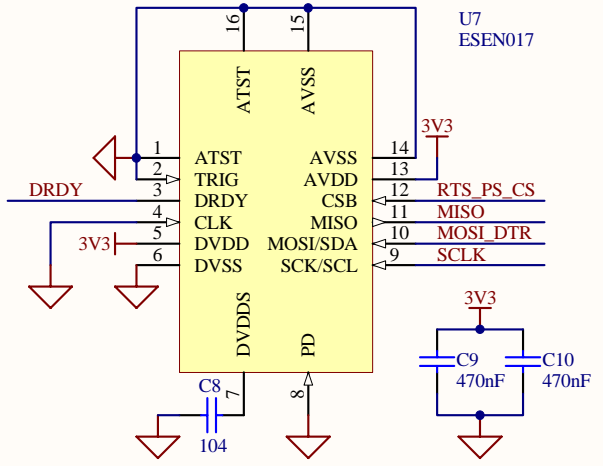 U7
ESEN017
16
15
ATST
AVSS
1
ATST
AVSS
14
3V3
2
TRIG
AVDD
13
DRDY
3
DRDY
CSB
12
RTS_PS_CS
4
CLK
MISO
11
MISO
3V3
5
DVDD
MOSI/SDA
10
MOSI_DTR
6
DVSS
SCK/SCL
9
SCLK
DVDDS
PD
7
8
C8
104
3V3
C9
470nF
C10
470nF